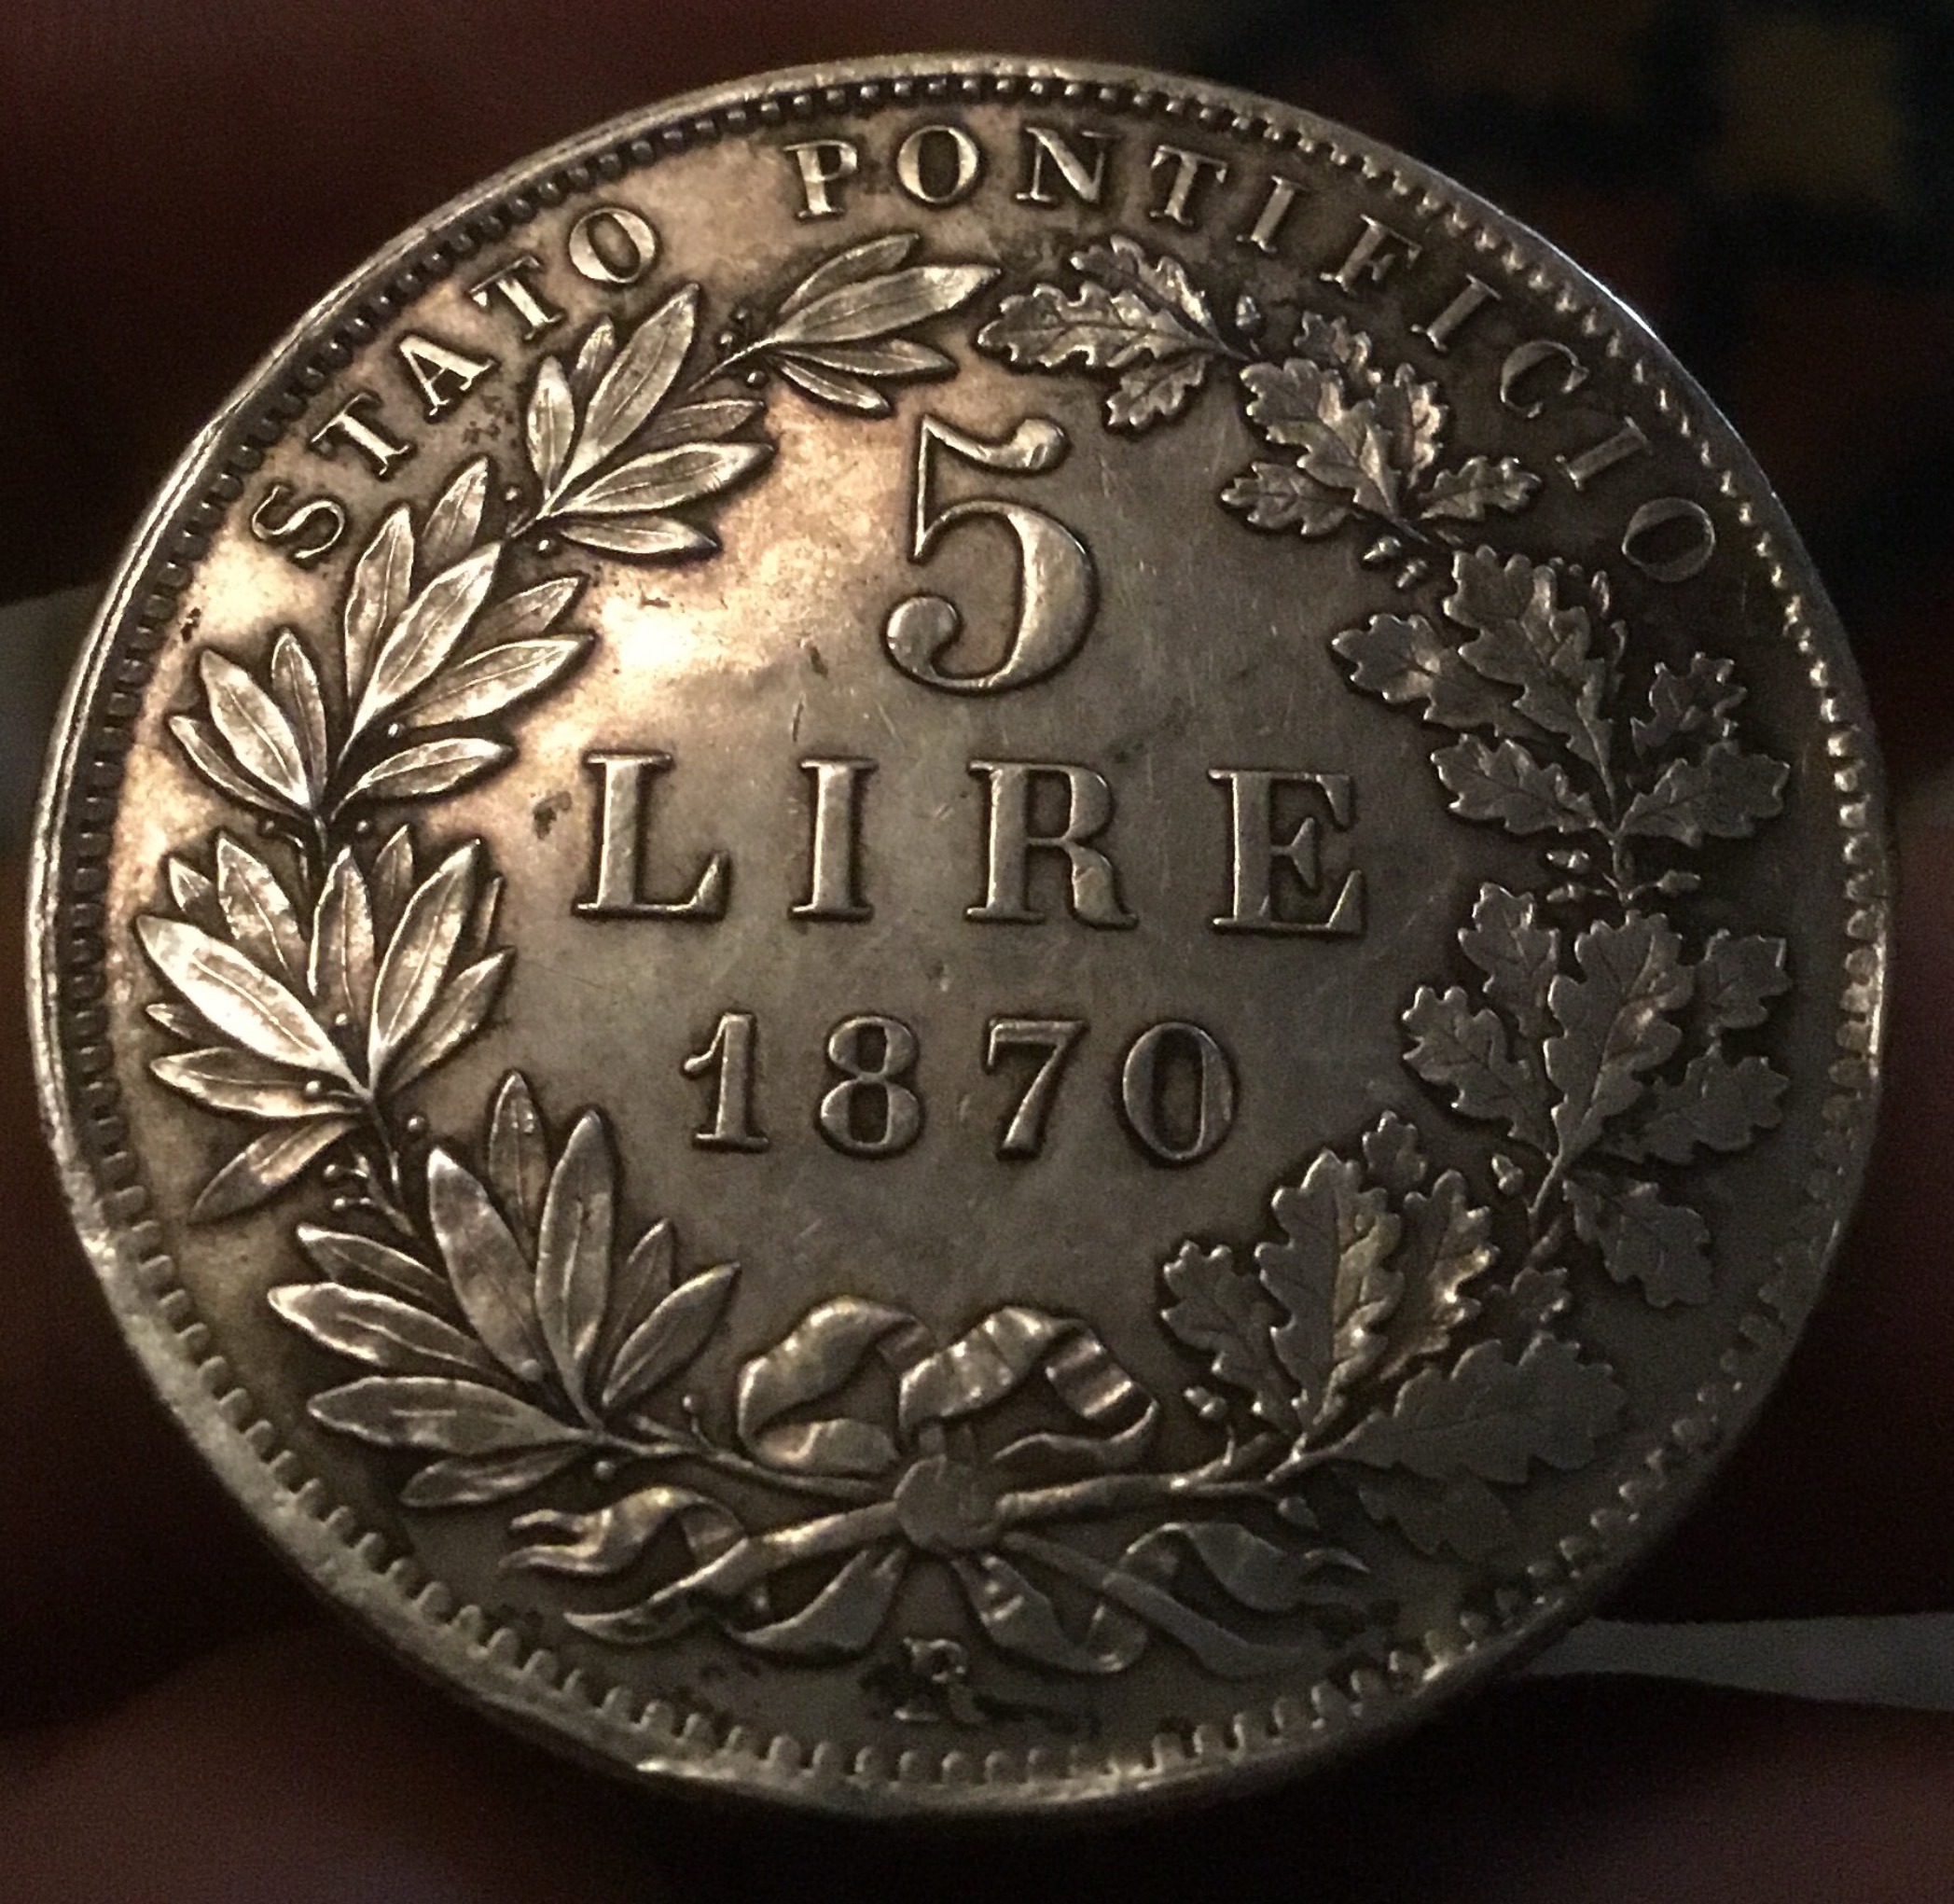 STATO PONTIFICIO
5
LIRE
1870
R